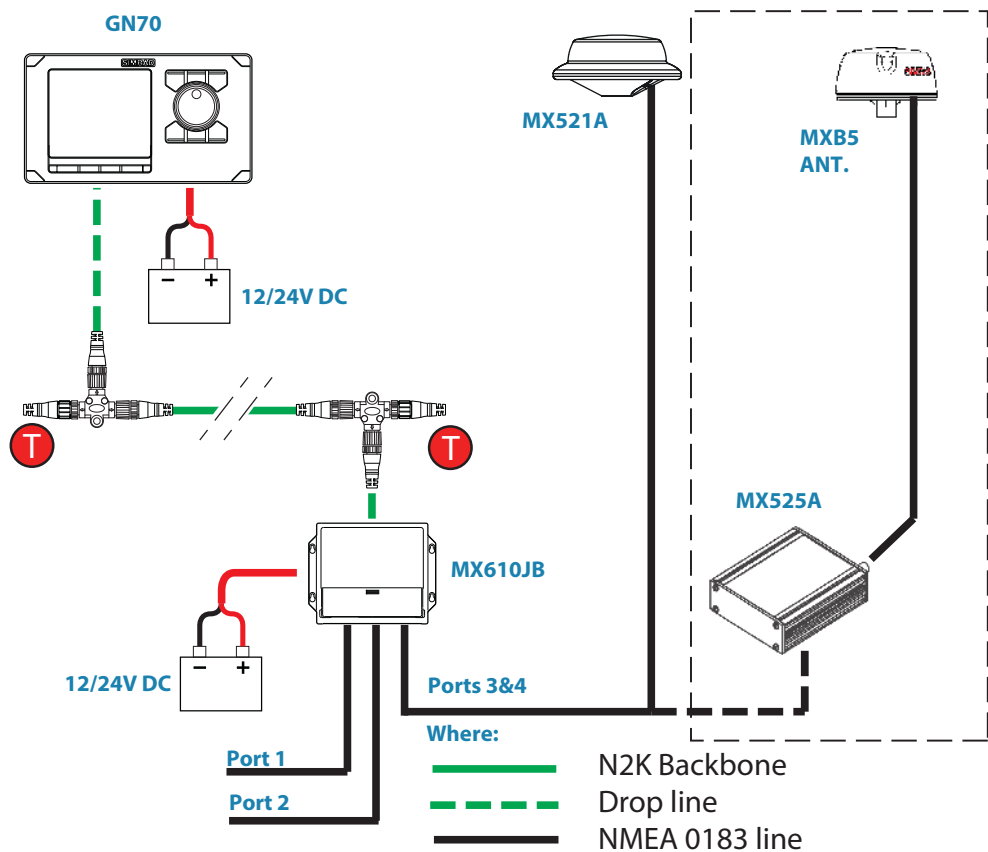 GN70
SIMRAD
12/24V DC
MX521A
MXB5
ANT.
T
T
MX525A
MX610JB
12/24V DC
Ports 3&4
Port 1
Port 2
Where:
N2K Backbone
Drop line
NMEA 0183 line